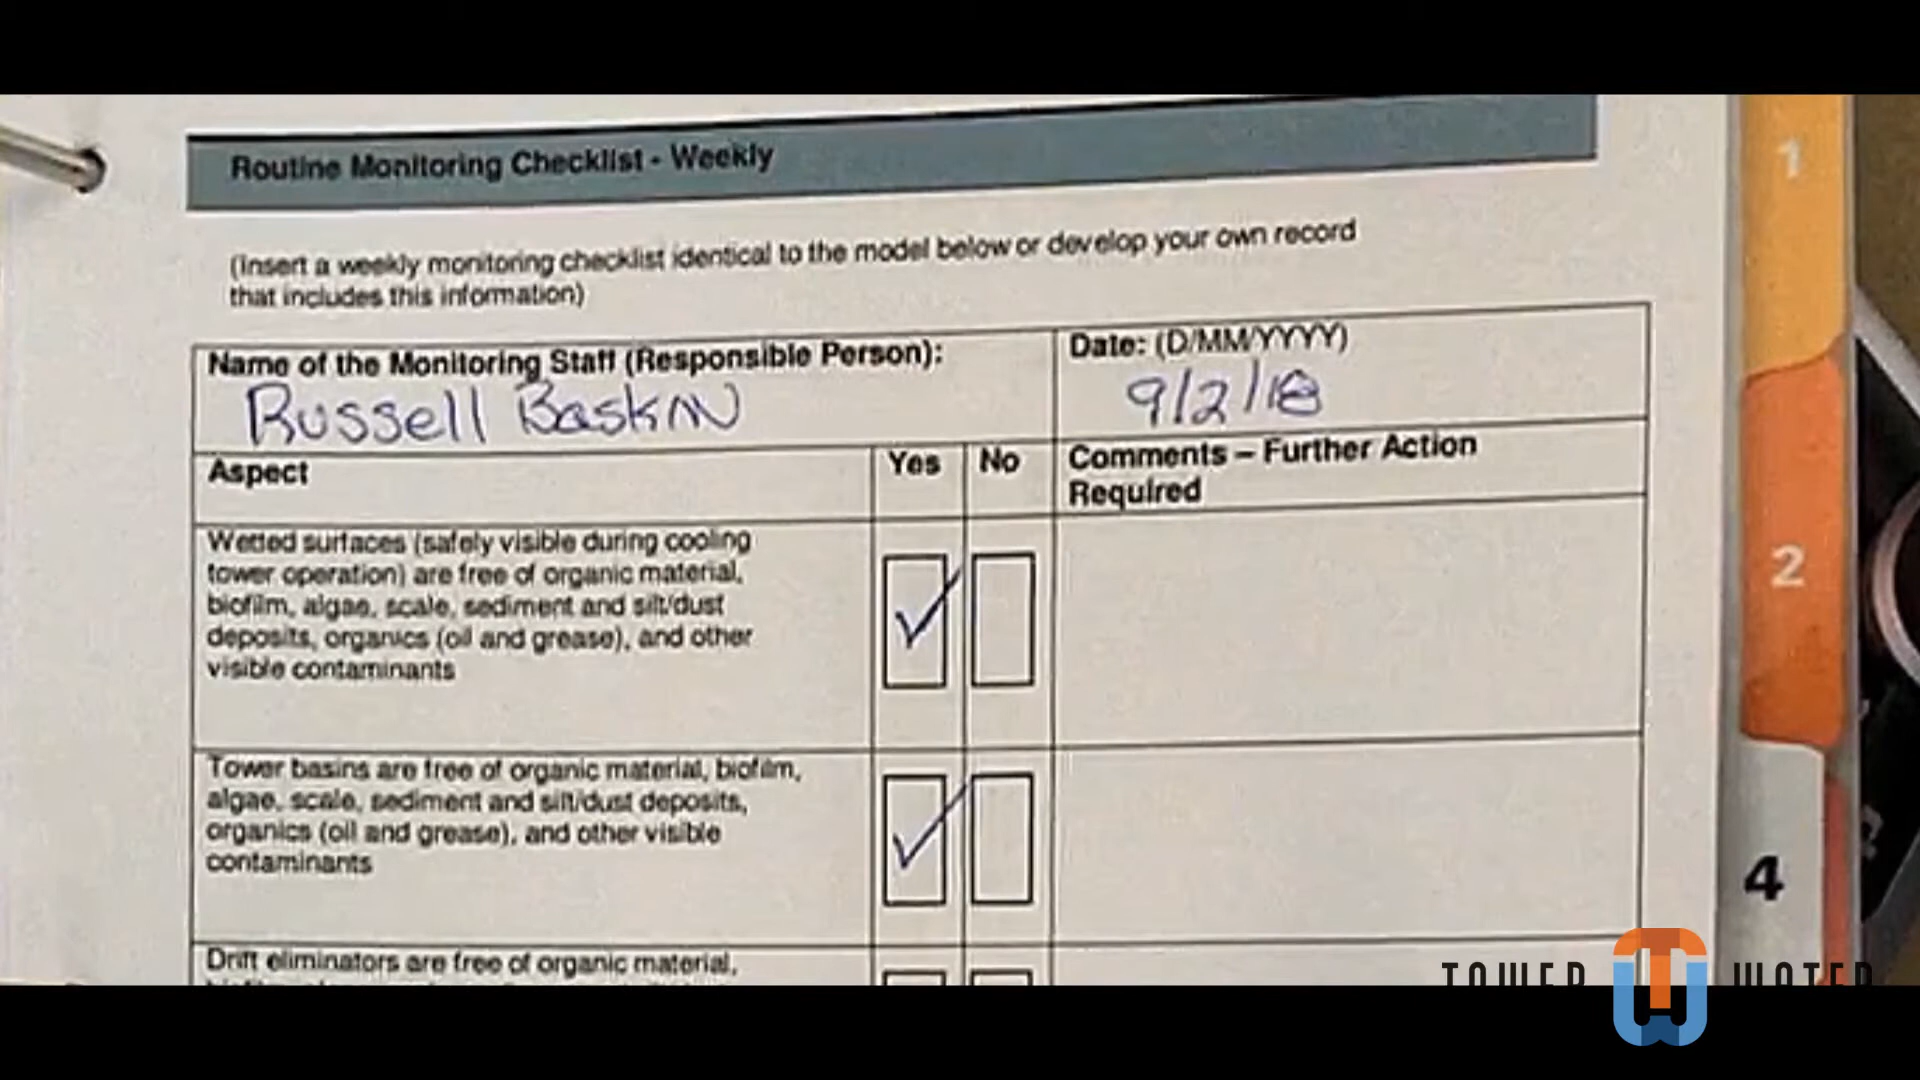 Routine Monitoring Checklist - Weekly
1
(Insert a weekly monitoring checklist identical to the model below or develop your own record
that includes this information)
Name of the Monitoring Staff (Responsible Person):
Russell Baskin
Date: (D/MM/YYYY)
9/2/18
Aspect
Yes
No
Comments – Further Action
Required
Wetted surfaces (safely visible during cooling
tower operation) are free of organic material,
biofilm, algae, scale, sediment and silt/dust
deposits, organics (oil and grease), and other
visible contaminants
2
Tower basins are free of organic material, biofilm,
algae, scale, sediment and silt/dust deposits,
organics (oil and grease), and other visible
contaminants
4
Drift eliminators are free of organic material,
TOWER WATER